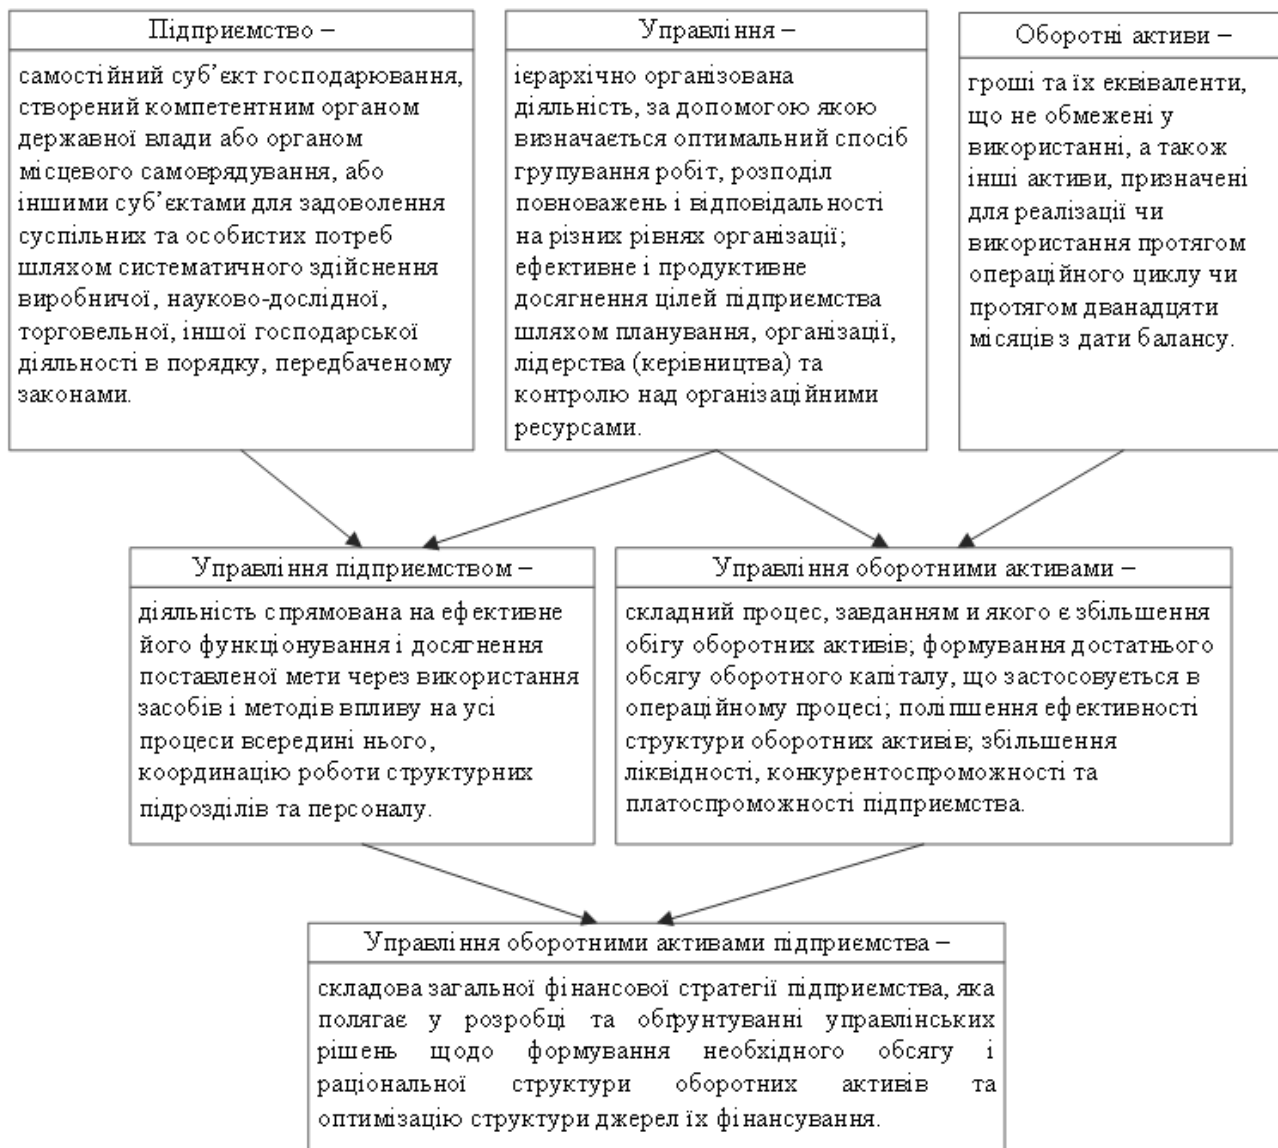 Підприємство –
самостійний суб’єкт господарювання,
створений компетентним органом
державної влади або органом
місцевого самоврядування, або
іншими суб’єктами для задоволення
суспільних та особистих потреб
шляхом систематичного здійснення
виробничої, науково-дослідної,
торговельної, іншої господарської
діяльності в порядку, передбаченому
законами.
Управління –
ієрархічно організована
діяльність, за допомогою якою
визначається оптимальний спосіб
групування робіт, розподіл
повноважень і відповідальності
на різних рівнях організації;
ефективне і продуктивне
досягнення цілей підприємства
шляхом планування, організації,
лідерства (керівництва) та
контролю над організаційними
ресурсами.
Оборотні активи –
гроші та їх еквіваленти,
що не обмежені у
використанні, а також
інші активи, призначені
для реалізації чи
використання протягом
операційного циклу чи
протягом дванадцяти
місяців з дати балансу.
Управління підприємством –
діяльність спрямована на ефективне
його функціонування і досягнення
поставленої мети через використання
засобів і методів впливу на усі
процеси всередині нього,
координацію роботи структурних
підрозділів та персоналу.
Управління оборотними активами –
складний процес, завданням и якого є збільшення
обігу оборотних активів; формування достатнього
обсягу оборотного капіталу, що застосовується в
операційному процесі; поліпшення ефективності
структури оборотних активів; збільшення
ліквідності, конкурентоспроможності та
платоспроможності підприємства.
Управління оборотними активами підприємства –
складова загальної фінансової стратегії підприємства, яка
полягає у розробці та обґрунтуванні управлінських
рішень щодо формування необхідного обсягу і
раціональної структури оборотних активів та
оптимізацію структури джерел їх фінансування.